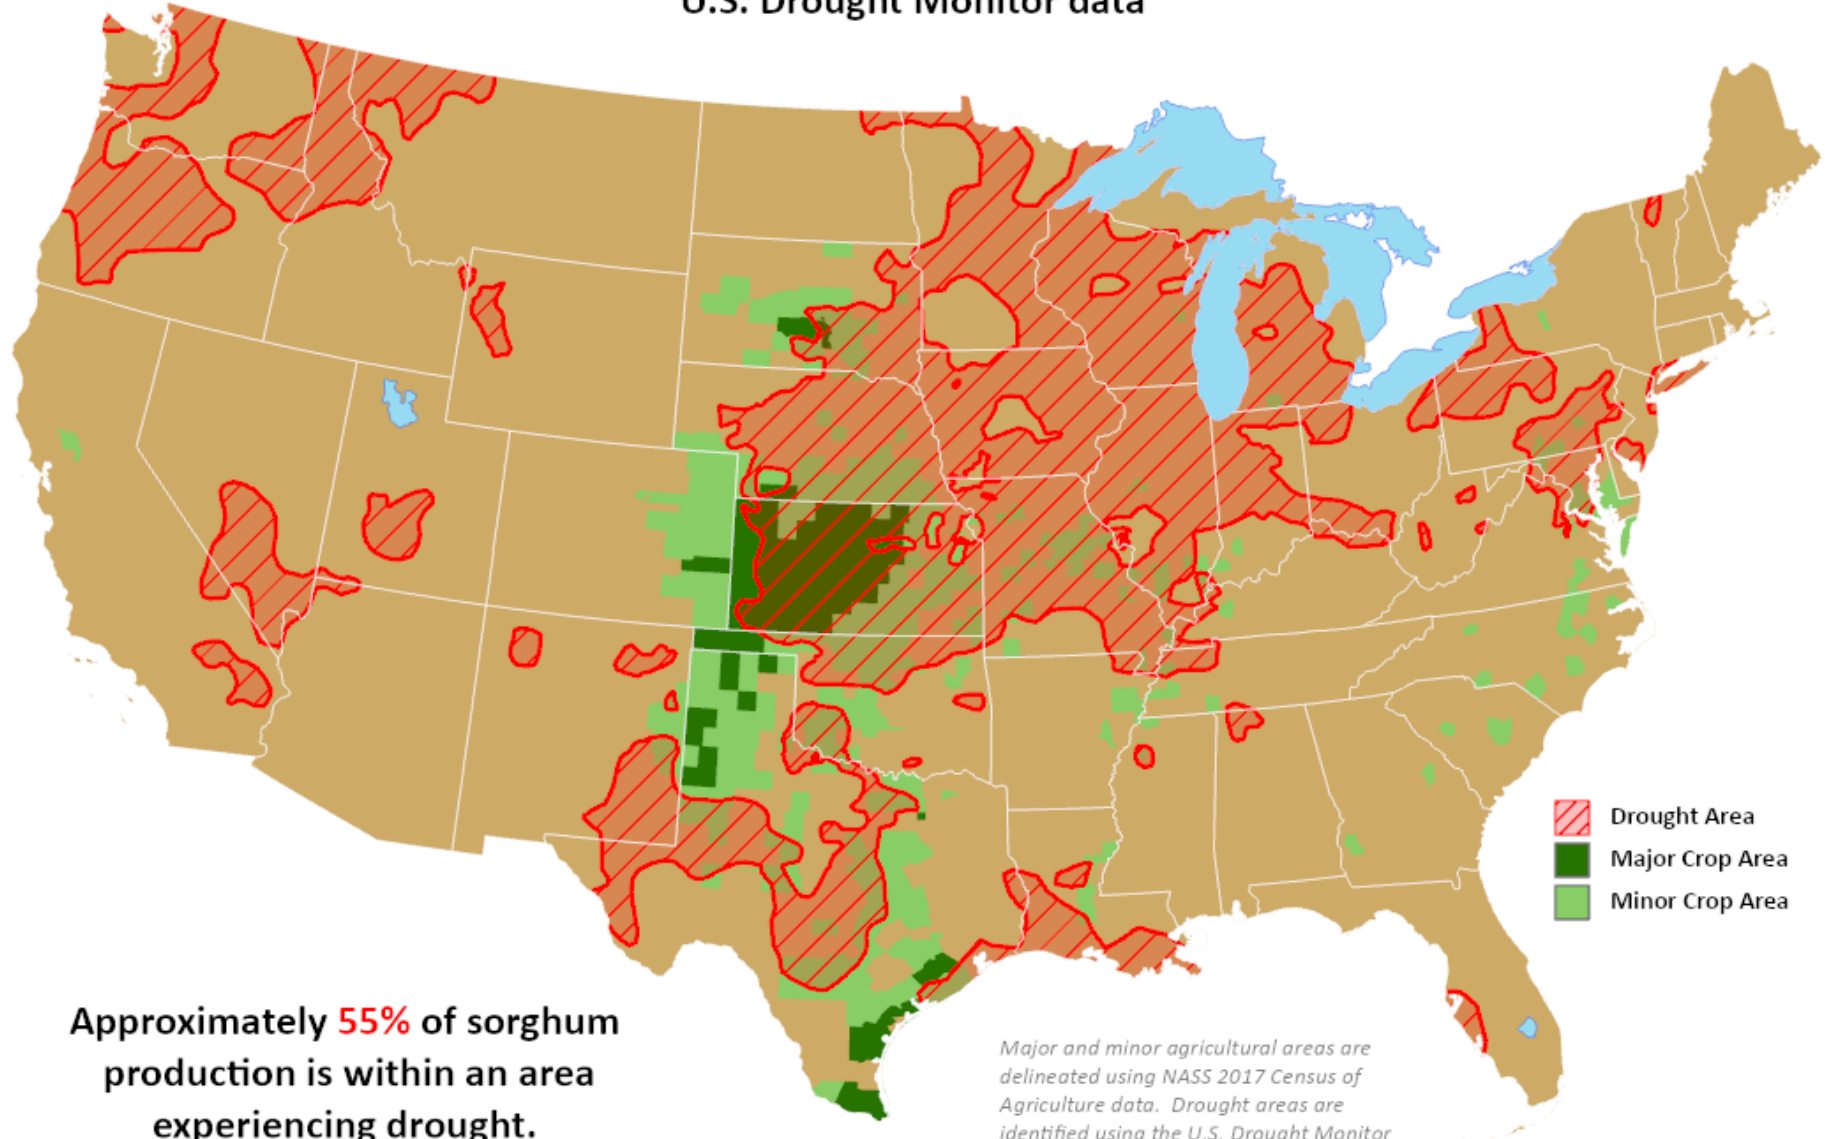 U.S. Drought Monitor data
Drought Area
Major Crop Area
Minor Crop Area
Approximately 55% of sorghum
production is within an area
experiencing drought.
Major and minor agricultural areas are
delineated using NASS 2017 Census of
Agriculture data.  Drought areas are
identified using the U.S. Drought Monitor